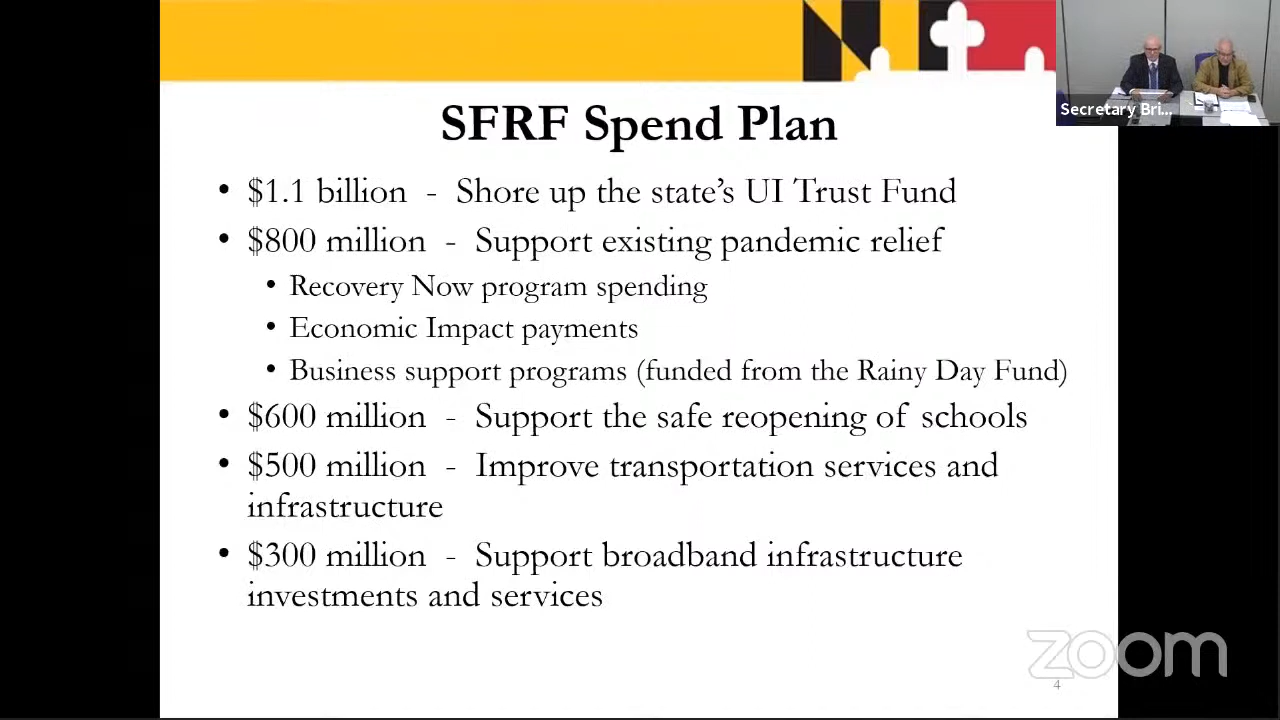 Secretary Bri...
SFRF Spend Plan
• $1.1 billion - Shore up the state’s UI Trust Fund
• $800 million - Support existing pandemic relief
• Recovery Now program spending
• Economic Impact payments
• Business support programs (funded from the Rainy Day Fund)
• $600 million - Support the safe reopening of schools
• $500 million - Improve transportation services and
infrastructure
• $300 million - Support broadband infrastructure
investments and services
zoom
4